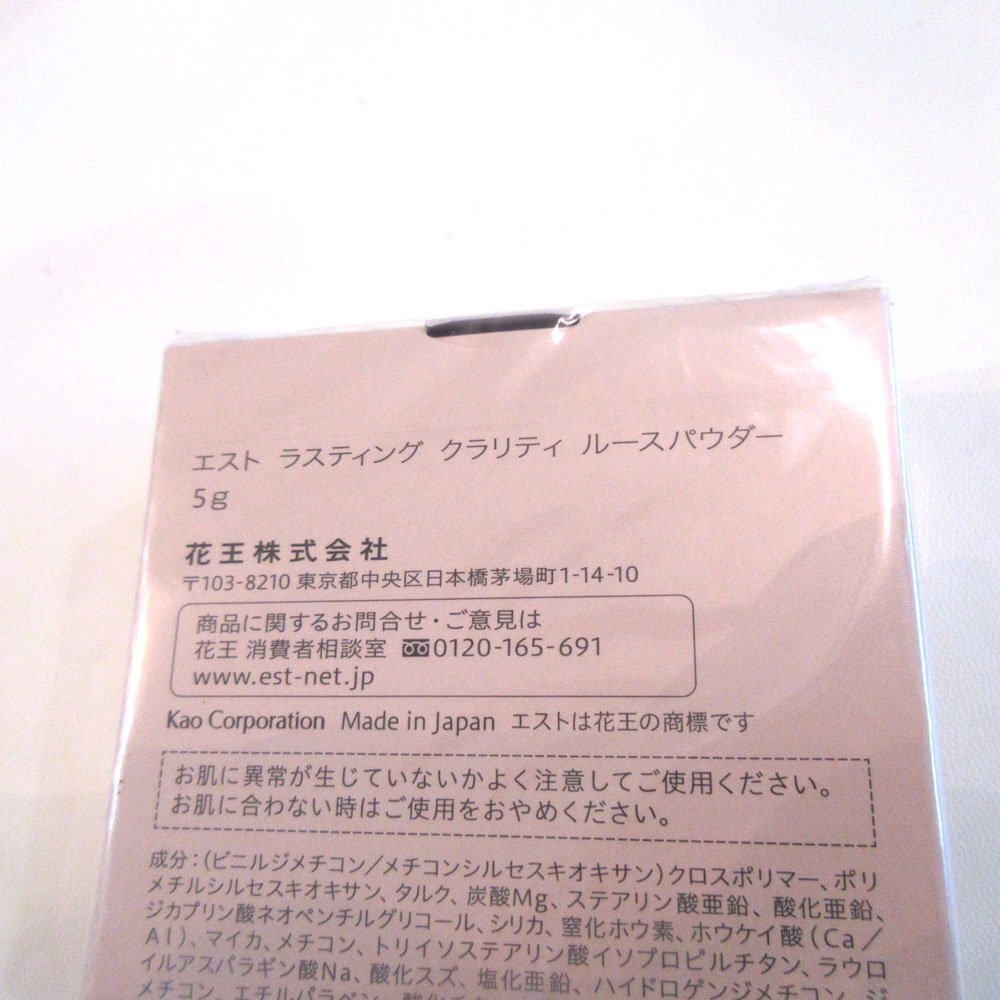 エスト ラスティング クラリティ ルースパウダー
5g
花王株式会社
〒103-8210 東京都中央区日本橋茅場町1-14-10
商品に関するお問合せ・ご意見は
花王 消費者相談室 0120-165-691
www.est-net.jp
Kao Corporation Made in Japan エストは花王の商標です
お肌に異常が生じていないかよく注意してご使用ください。
お肌に合わない時はご使用をおやめください。
成分：（ビニルジメチコン／メチコンシルセスキオキサン）クロスポリマー、ポリ
メチルシルセスキオキサン、タルク、炭酸Mg、ステアリン酸亜鉛、酸化亜鉛、
ジカプリン酸ネオペンチルグリコール、シリカ、窒化ホウ素、ホウケイ酸（Ca／
Al）、マイカ、メチコン、トリイソステアリン酸イソプロピルチタン、ラウロ
イルアスパラギン酸Na、酸化スズ、塩化亜鉛、ハイドロゲンジメチコン、ジ
メチコン、エチルパラベン、